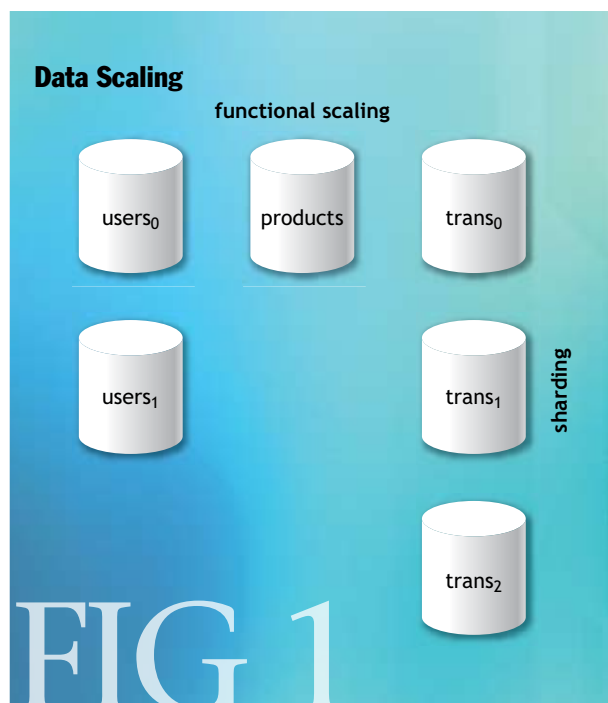 Data Scaling
functional scaling
users₀ products trans₀
users₁ trans₁
sharding
trans₂
FIG 1